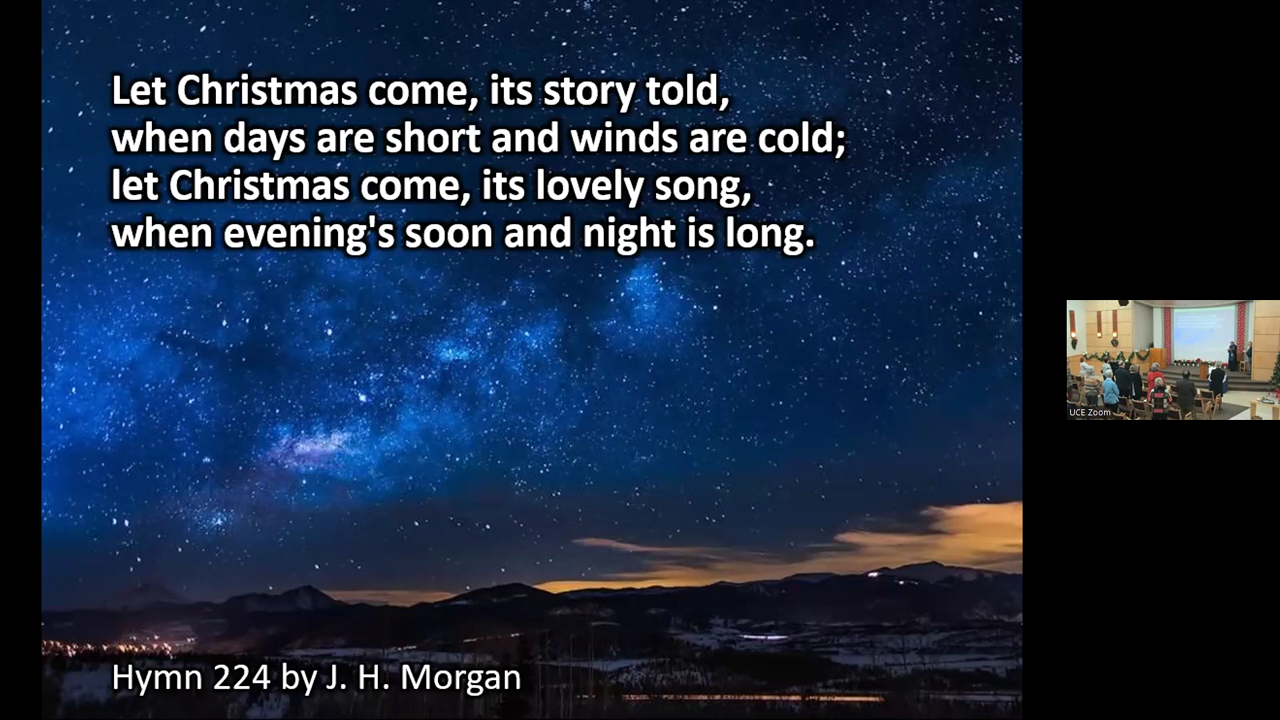 Let Christmas come, its story told,
when days are short and winds are cold;
let Christmas come, its lovely song,
when evening's soon and night is long.
Hymn 224 by J. H. Morgan
UCE Zoom